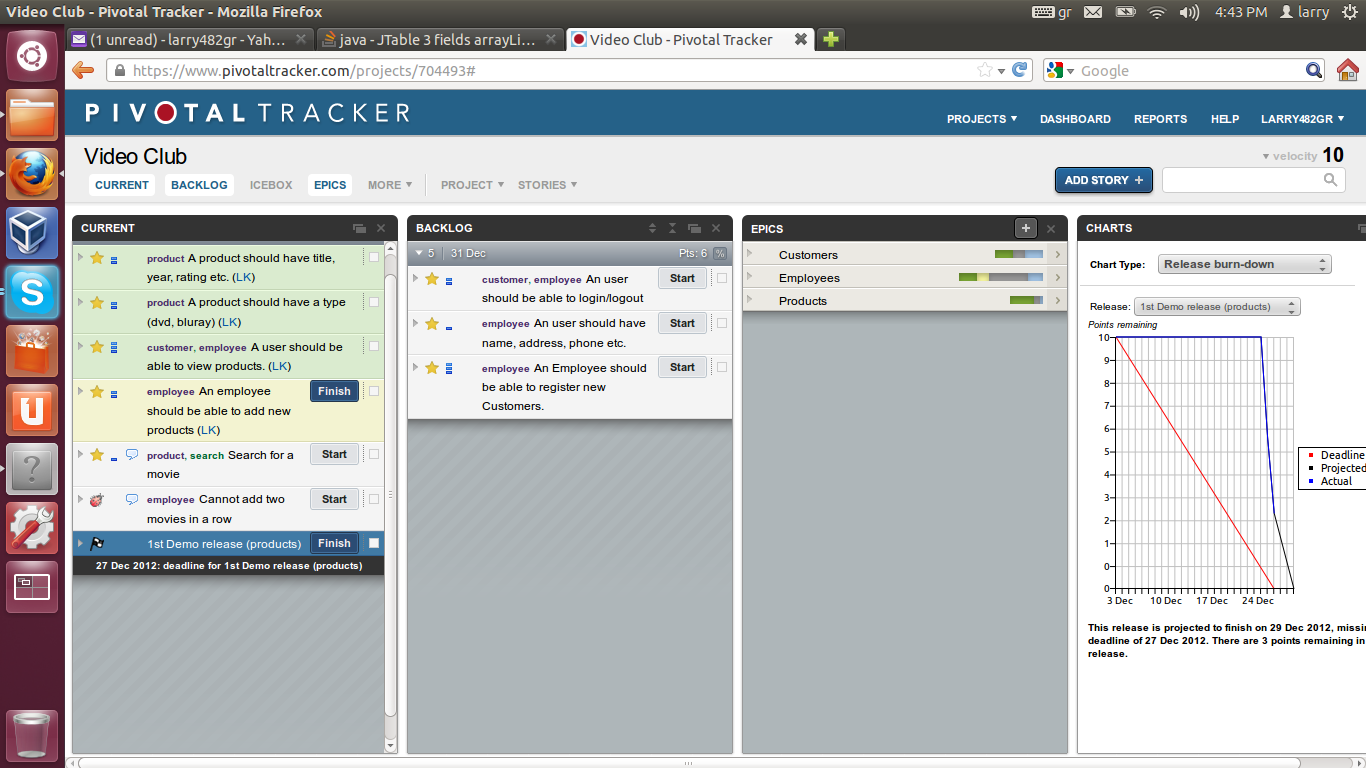 Video Club - Pivotal Tracker - Mozilla Firefox
gr
4:43 PM
larry
(1 unread) - larry482gr - Yah...
java - JTable 3 fields arrayLi...
Video Club - Pivotal Tracker
https://www.pivotaltracker.com/projects/704493#
Google
PIVOTAL TRACKER
PROJECTS
DASHBOARD
REPORTS
HELP
LARRY482GR
Video Club
velocity 10
CURRENT
BACKLOG
ICEBOX
EPICS
MORE
PROJECT
STORIES
ADD STORY +
CURRENT
product A product should have title,
year, rating etc. (LK)
product A product should have a type
(dvd, bluray) (LK)
customer, employee A user should be
able to view products. (LK)
employee An employee
should be able to add new
products (LK)
Finish
product, search Search for a
movie
Start
employee Cannot add two
movies in a row
Start
1st Demo release (products)
Finish
27 Dec 2012: deadline for 1st Demo release (products)
BACKLOG
5
31 Dec
Pts: 6
%
customer, employee An user
should be able to login/logout
Start
employee An user should have
name, address, phone etc.
Start
employee An Employee should
be able to register new
Customers.
Start
EPICS
+
Customers
Employees
Products
CHARTS
Chart Type:
Release burn-down
Release:
1st Demo release (products)
Points remaining
10
9
8
7
6
5
4
3
2
1
0
0
3 Dec
10 Dec
17 Dec
24 Dec
Deadline
Projected
Actual
This release is projected to finish on 29 Dec 2012, missin
deadline of 27 Dec 2012. There are 3 points remaining in
release.